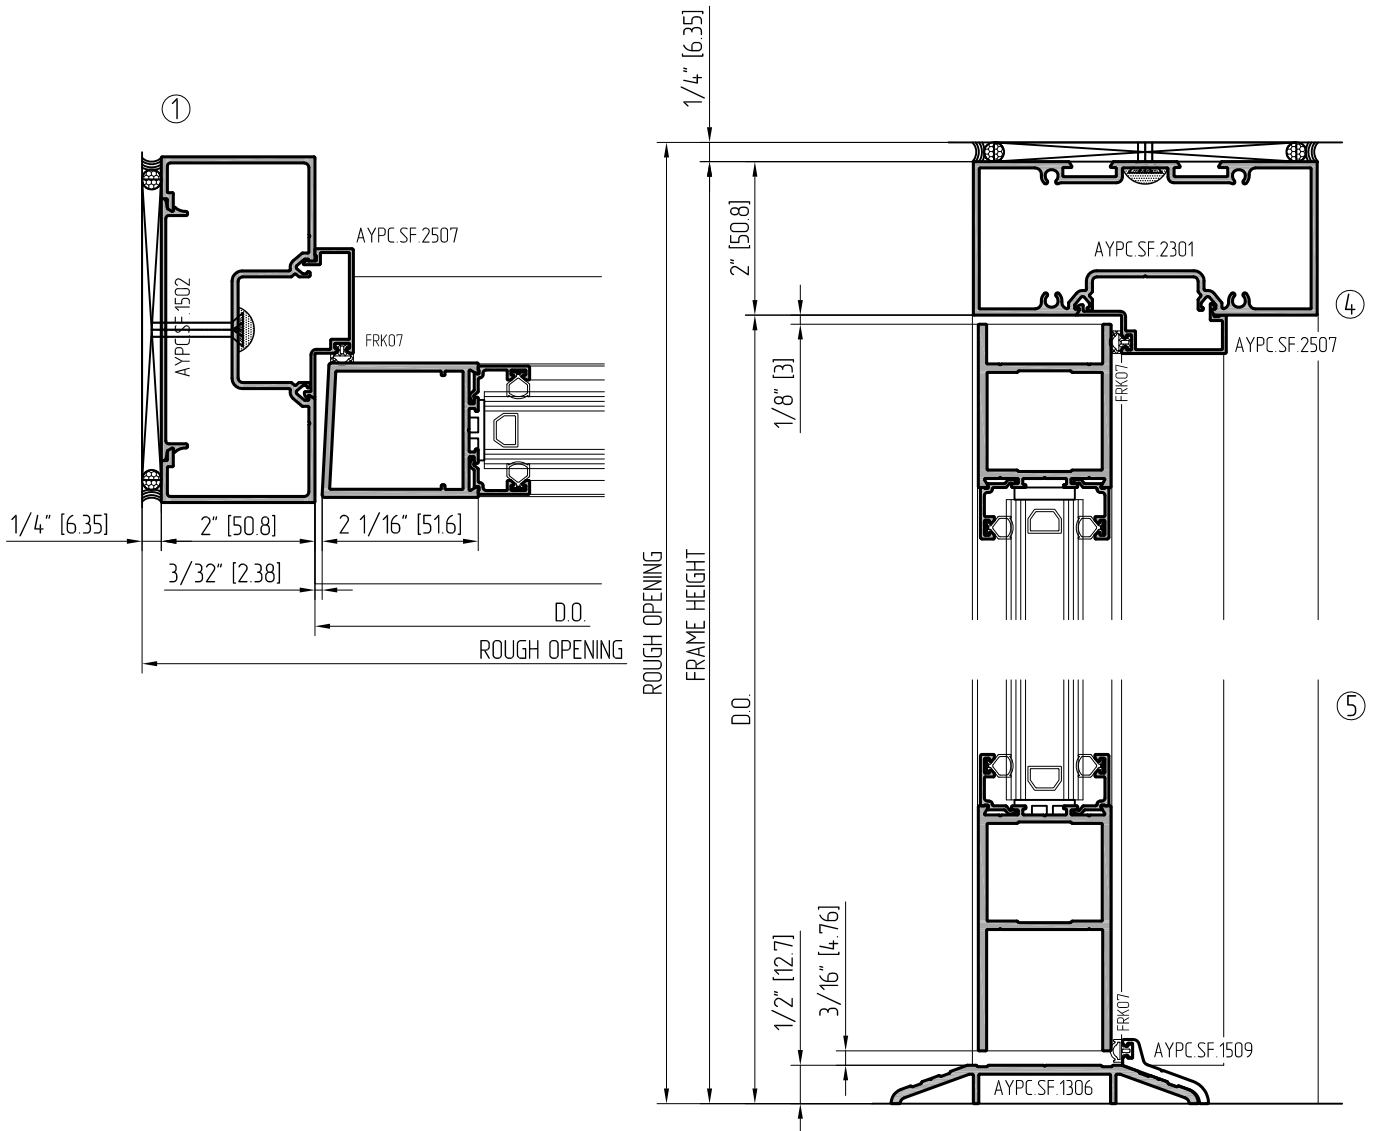 1
AYPC.SF.2507
AYPC.SF.1502
FRK07
1/4" [6.35]
2" [50.8]
2 1/16" [51.6]
3/32" [2.38]
D.O.
ROUGH OPENING
1/4" [6.35]
2" [50.8]
AYPC.SF.2301
4
AYPC.SF.2507
1/8" [3]
FRK07
ROUGH OPENING
FRAME HEIGHT
D.O.
5
1/2" [12.7]
3/16" [4.76]
FRK07
AYPC.SF.1509
AYPC.SF.1306